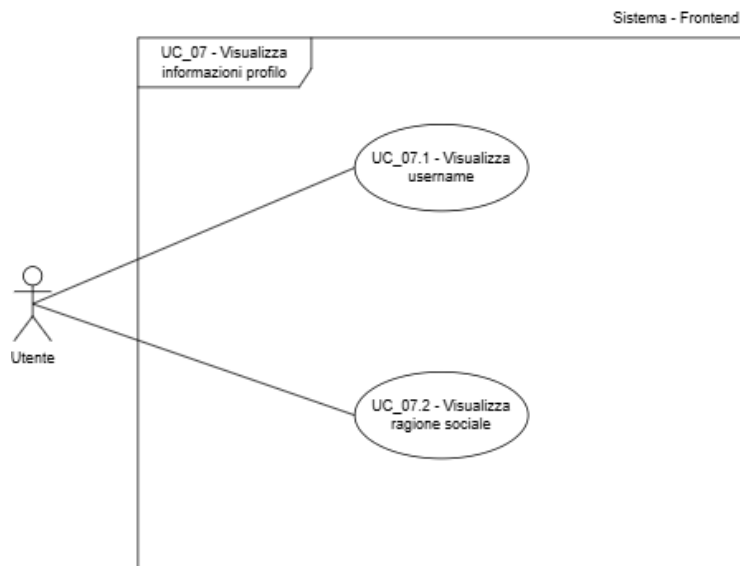 Sistema - Frontend
UC_07 - Visualizza
informazioni profilo
UC_07.1 - Visualizza
username
Utente
UC_07.2 - Visualizza
ragione sociale